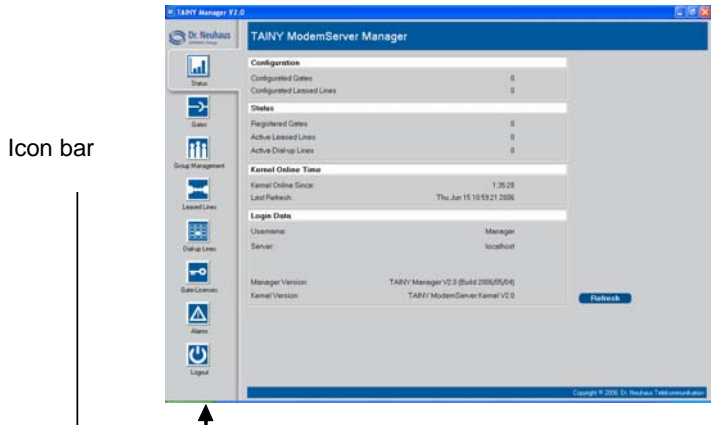 TAINY Manager V2.0
Dr. Neuhaus
TAINY ModemServer Manager
Icon bar
Status
Gates
Group Management
Leased Lines
Dial-up Lines
Gate Licenses
Alarms
Logout
Configuration
Configurated Gates 0
Configurated Leased Lines 0
Status
Registered Gates 0
Active Leased Lines 0
Active Dial-up Lines 0
Kernel Online Time
Kernel Online Since: 1:35:28
Last Refresh: Thu Jun 15 10:59:21 2006
Login Data
Username: Manager
Server: localhost
Manager Version: TAINY Manager V2.0 (Build 2006/05/04)
Kernel Version: TAINY ModemServer Kernel V2.0
Refresh
Copyright © 2006 Dr. Neuhaus Telekommunikation